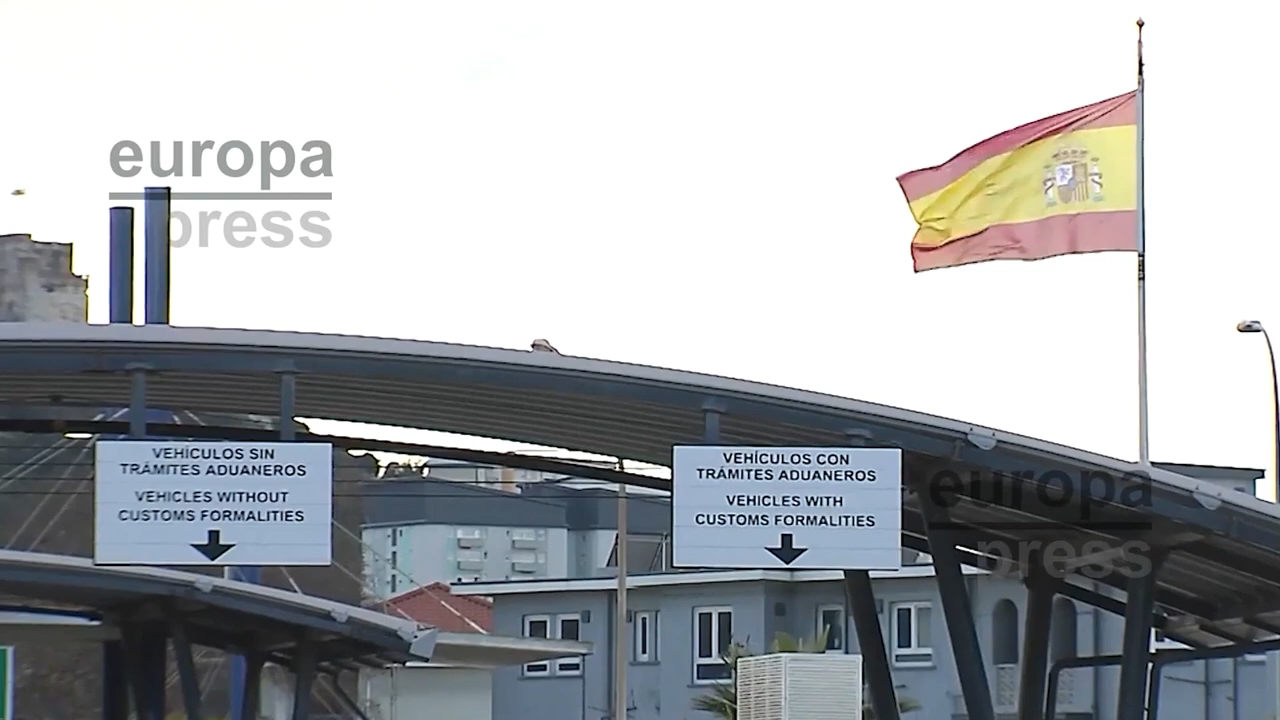 europa
press
VEHÍCULOS SIN
TRÁMITES ADUANEROS
VEHICLES WITHOUT
CUSTOMS FORMALITIES
VEHÍCULOS CON
TRÁMITES ADUANEROS
VEHICLES WITH
CUSTOMS FORMALITIES
europa
press